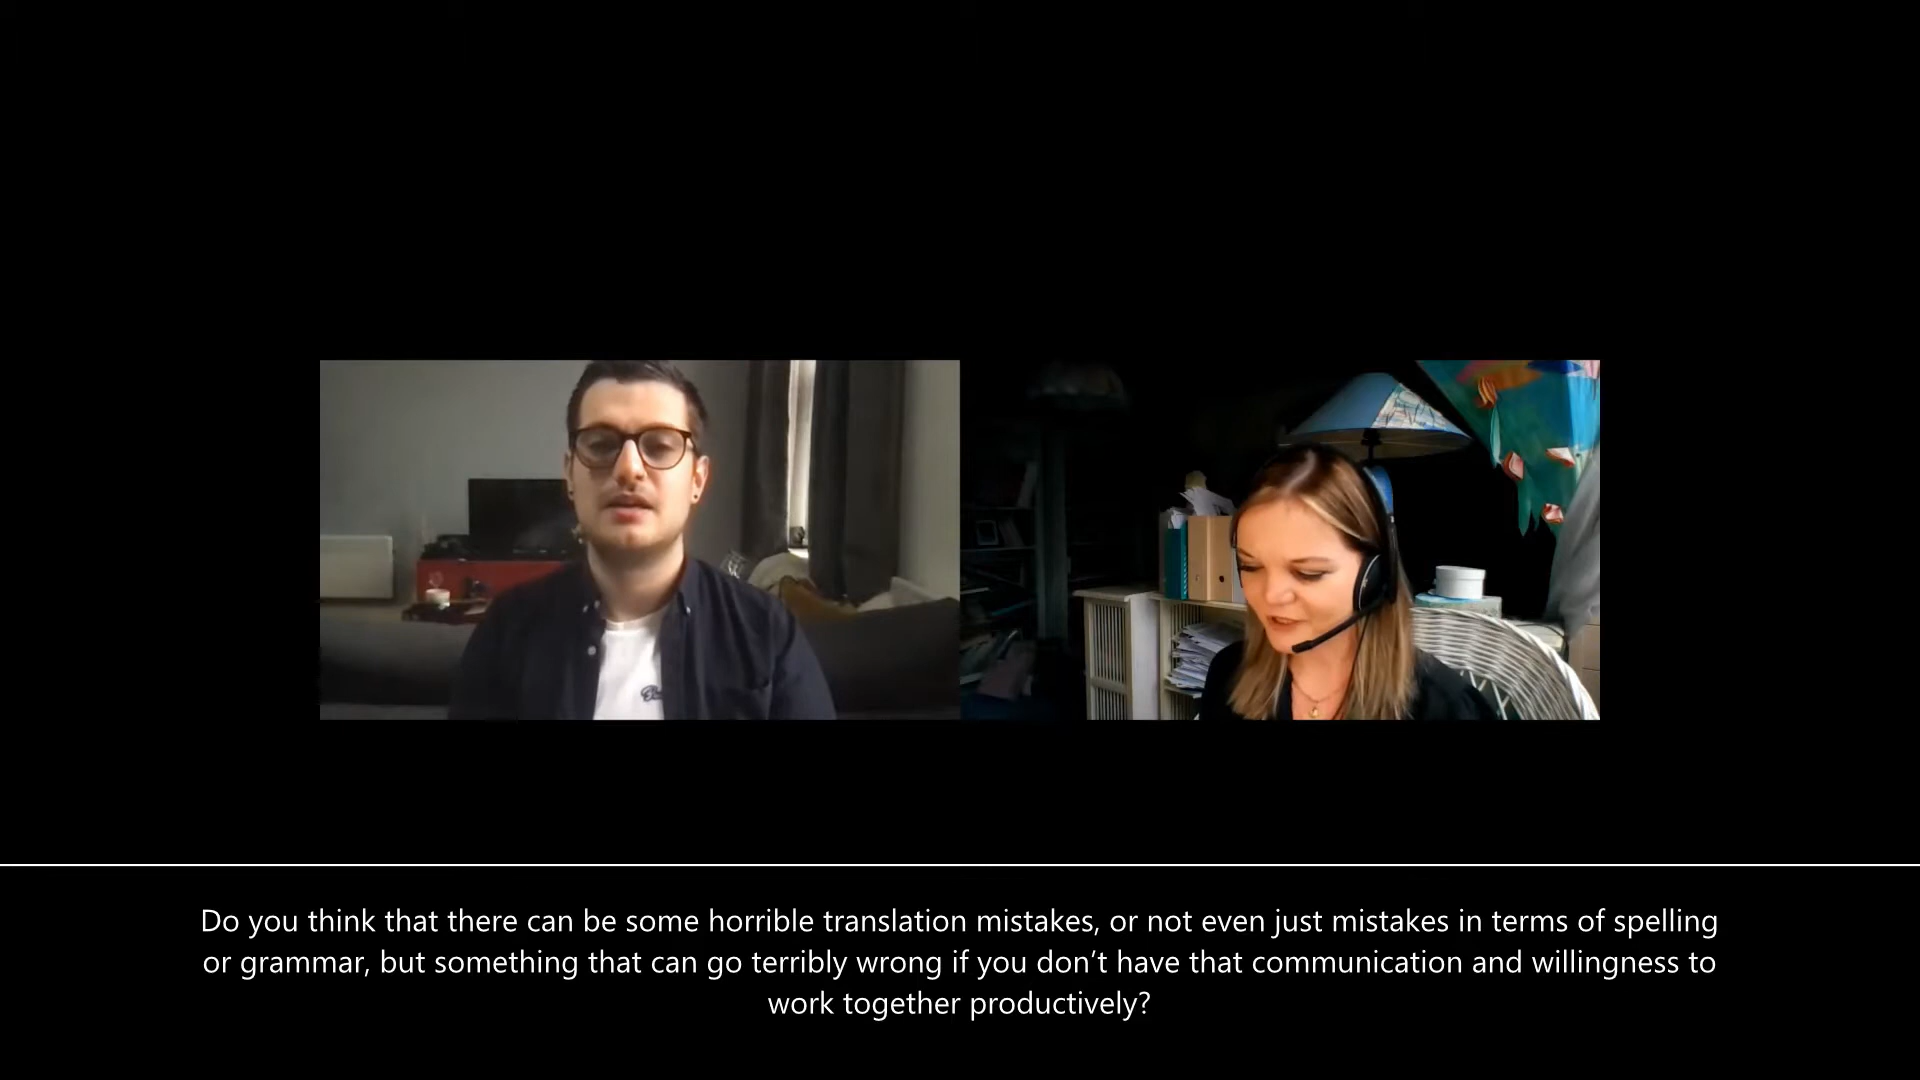 Do you think that there can be some horrible translation mistakes, or not even just mistakes in terms of spelling
or grammar, but something that can go terribly wrong if you don’t have that communication and willingness to
work together productively?